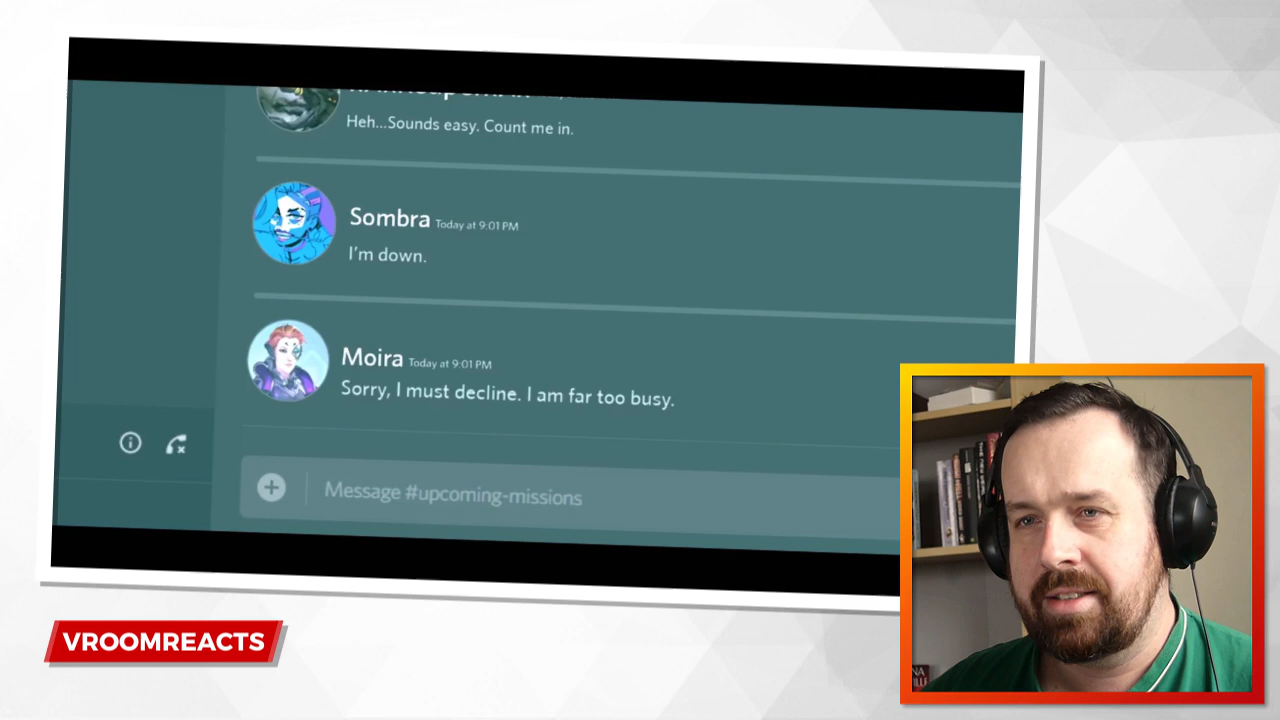 Heh...Sounds easy. Count me in.
Sombra Today at 9:01 PM
I'm down.
Moira Today at 9:01 PM
Sorry, I must decline. I am far too busy.
Message #upcoming-missions
VROOMREACTS